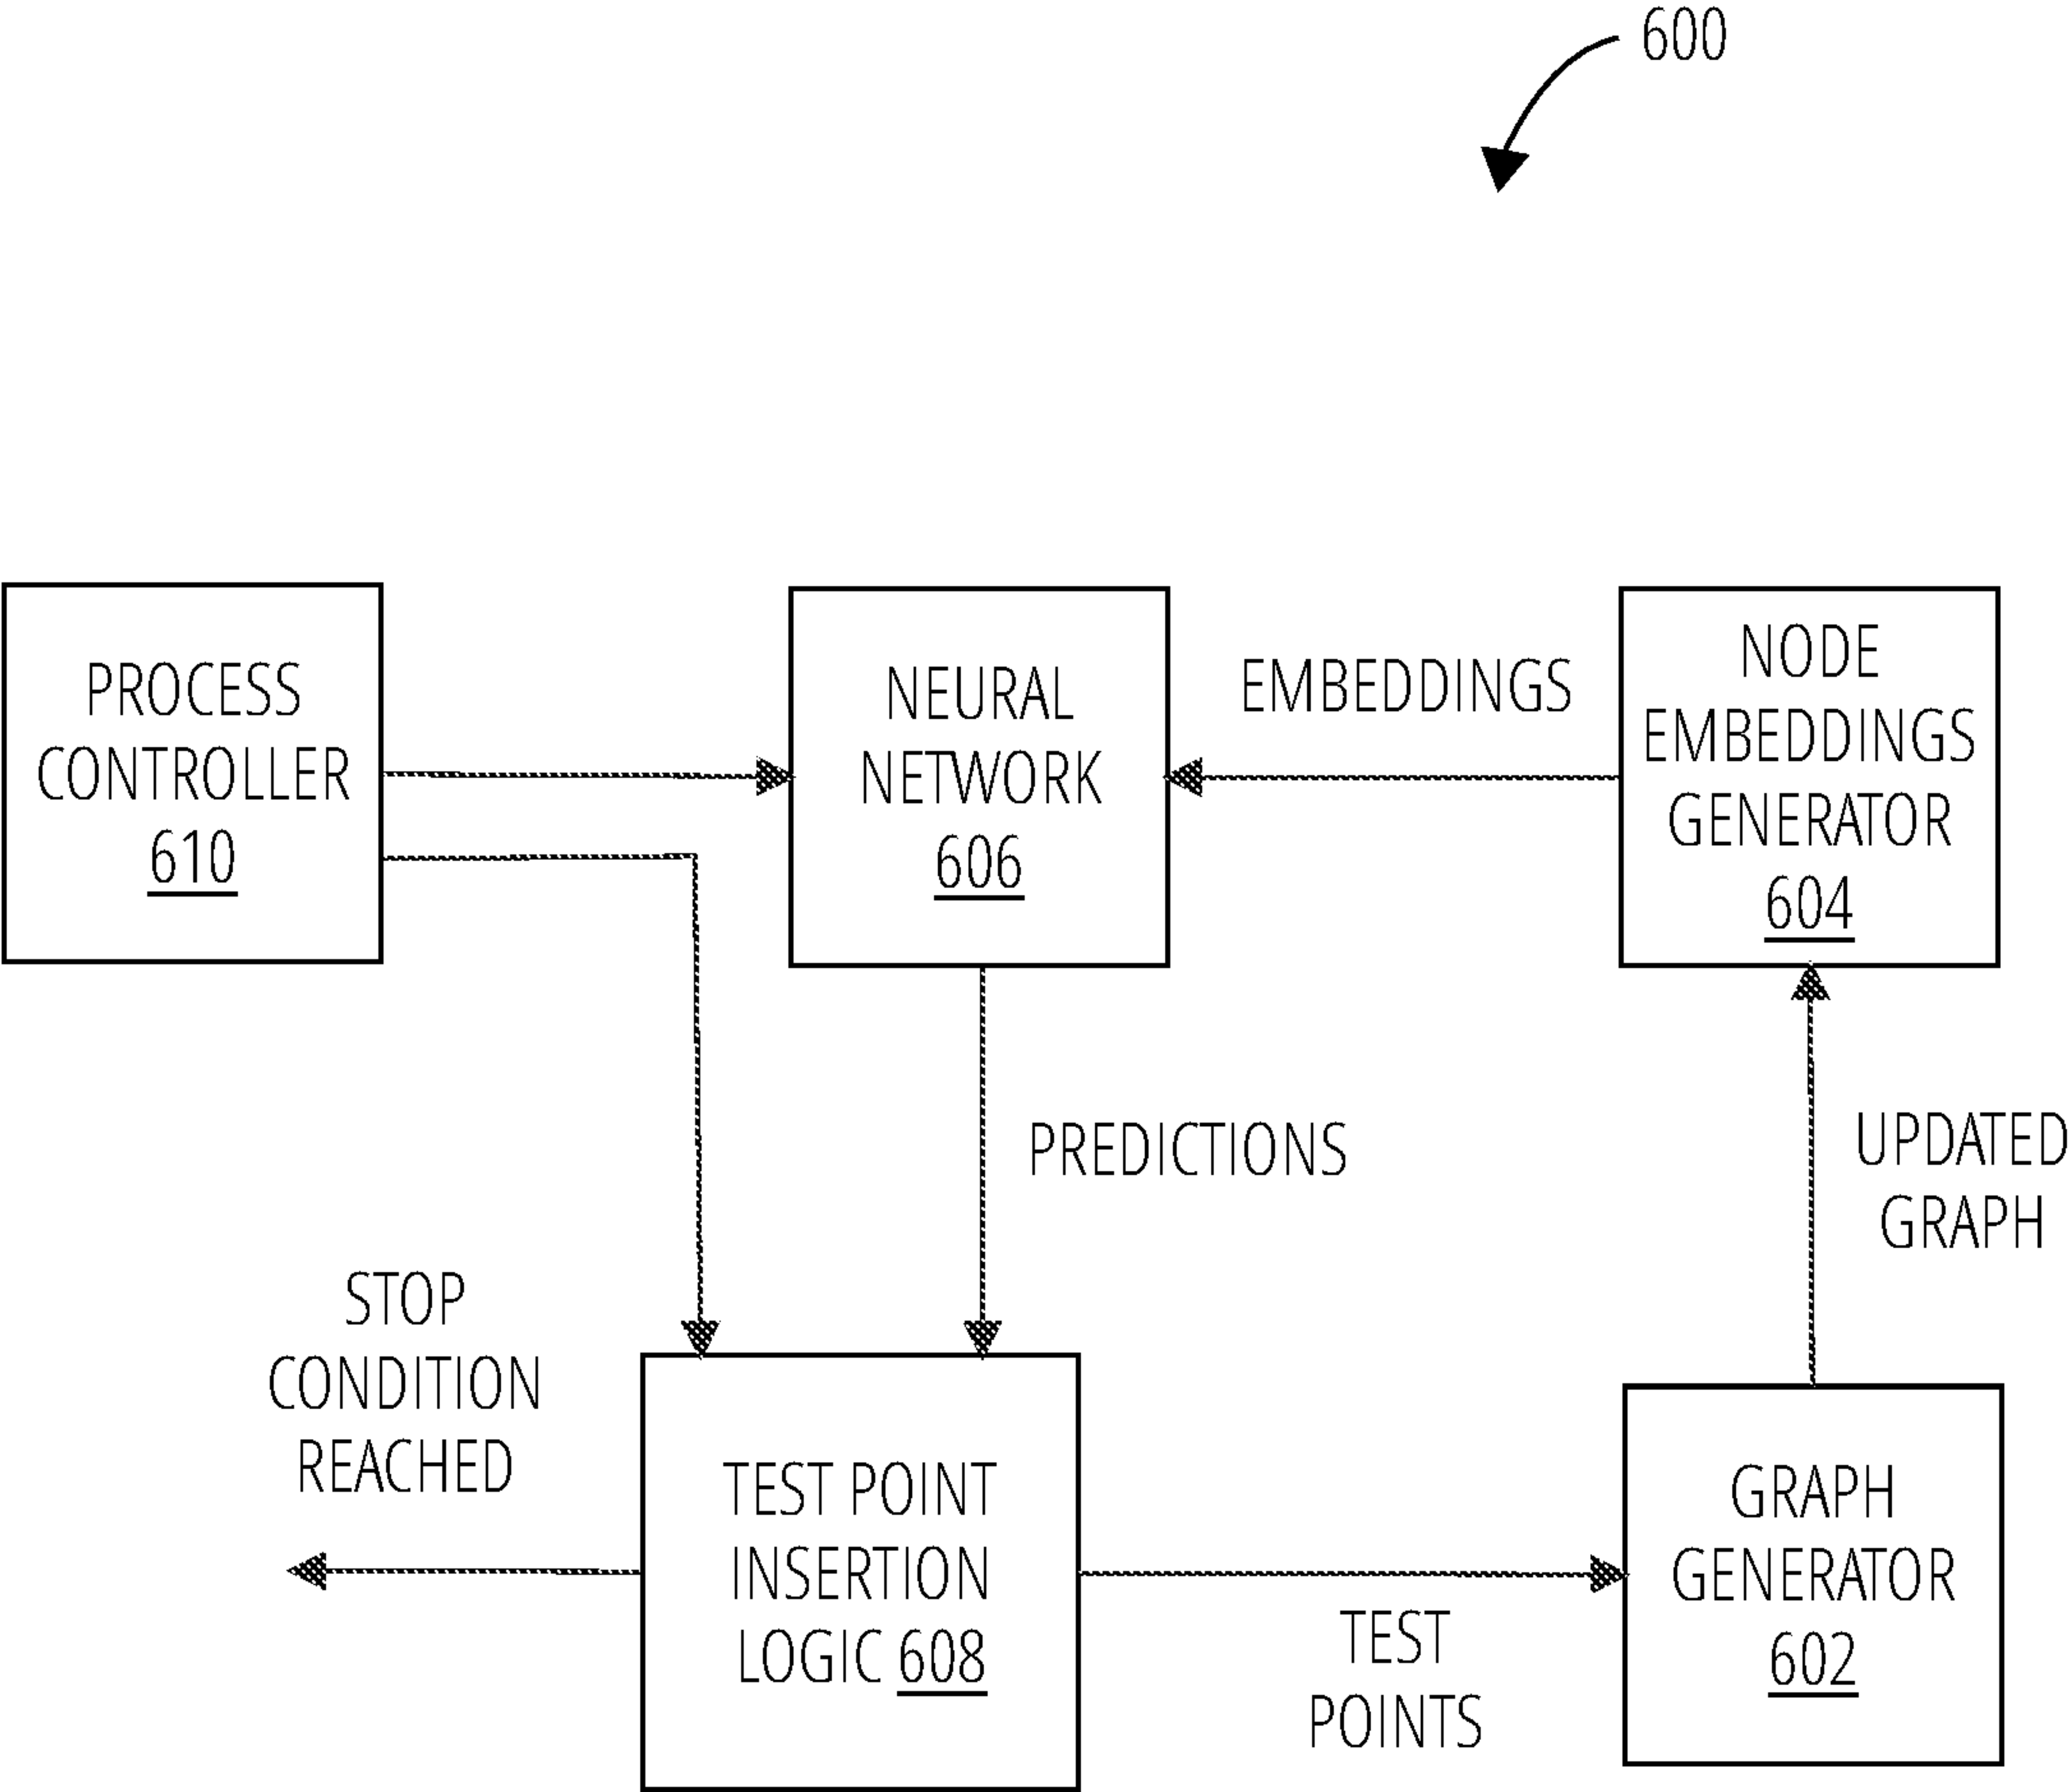 600
PROCESS
CONTROLLER
610
NEURAL
NETWORK
606
EMBEDDINGS
NODE
EMBEDDINGS
GENERATOR
604
PREDICTIONS
UPDATED
GRAPH
STOP
CONDITION
REACHED
TEST POINT
INSERTION
LOGIC 608
TEST
POINTS
GRAPH
GENERATOR
602